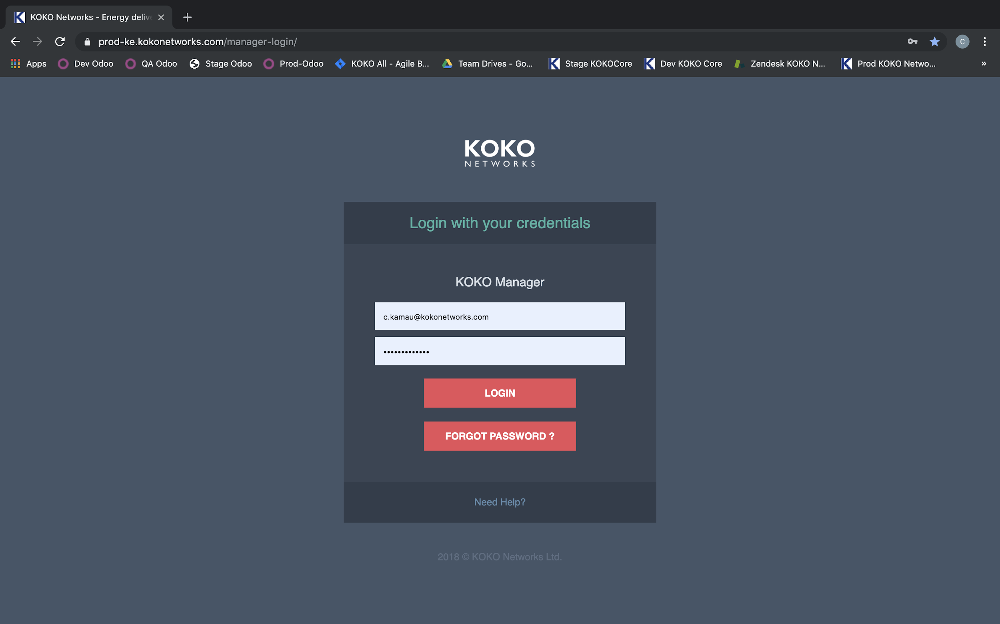 KOKO Networks - Energy deliv
prod-ke.kokonetworks.com/manager-login/
C
Apps
Dev Odoo
QA Odoo
Stage Odoo
Prod-Odoo
KOKO All - Agile B...
Team Drives - Go...
Stage KOKOCore
Dev KOKO Core
Zendesk KOKO N...
Prod KOKO Netwo...
»
KOKO
NETWORKS
Login with your credentials
KOKO Manager
c.kamau@kokonetworks.com
•••••••••••••
LOGIN
FORGOT PASSWORD ?
Need Help?
2018 © KOKO Networks Ltd.